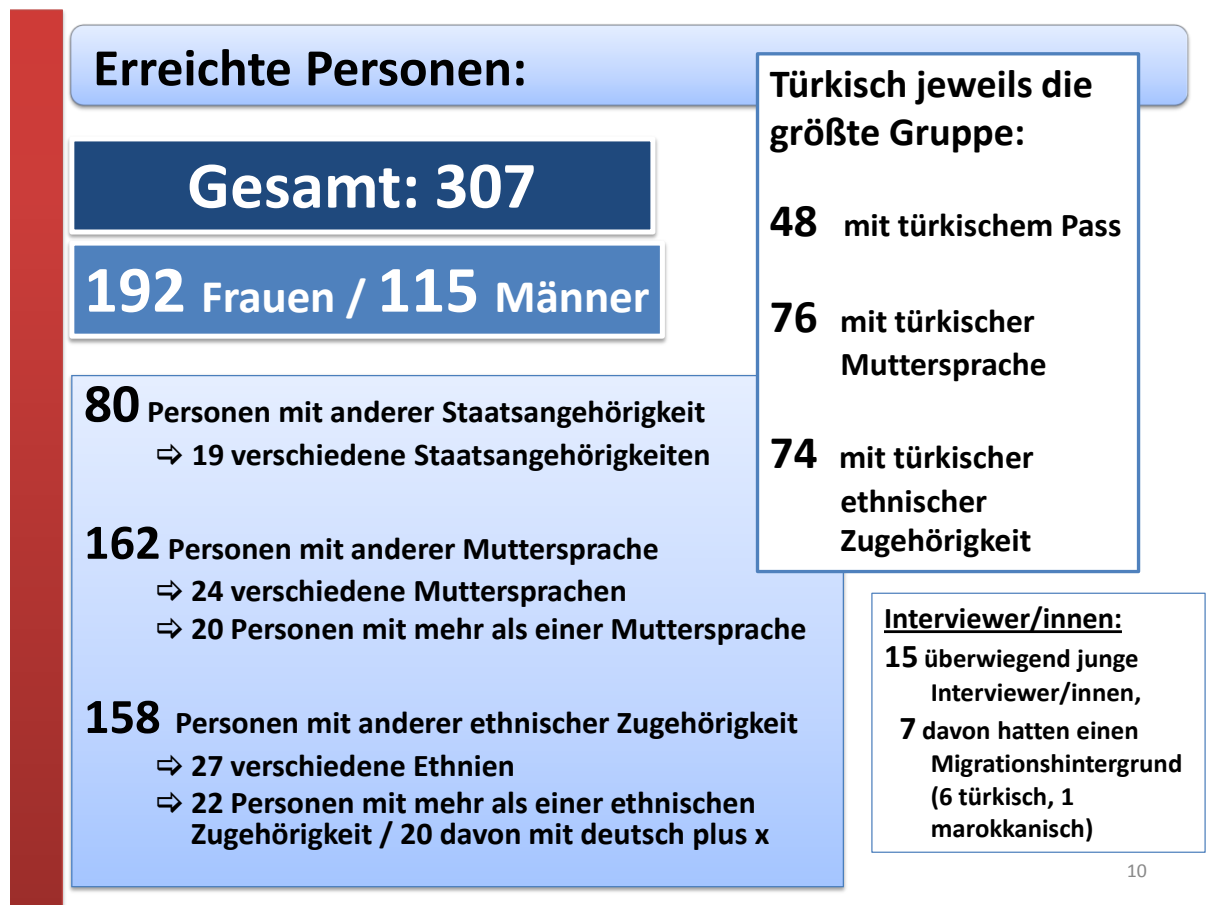 Erreichte Personen:
Gesamt: 307
192 Frauen / 115 Männer
80 Personen mit anderer Staatsangehörigkeit
⇨ 19 verschiedene Staatsangehörigkeiten
162 Personen mit anderer Muttersprache
⇨ 24 verschiedene Muttersprachen
⇨ 20 Personen mit mehr als einer Muttersprache
158 Personen mit anderer ethnischer Zugehörigkeit
⇨ 27 verschiedene Ethnien
⇨ 22 Personen mit mehr als einer ethnischen
Zugehörigkeit / 20 davon mit deutsch plus x
Türkisch jeweils die
größte Gruppe:
48 mit türkischem Pass
76 mit türkischer
Muttersprache
74 mit türkischer
ethnischer
Zugehörigkeit
Interviewer/innen:
15 überwiegend junge
Interviewer/innen,
7 davon hatten einen
Migrationshintergrund
(6 türkisch, 1
marokkanisch)
10